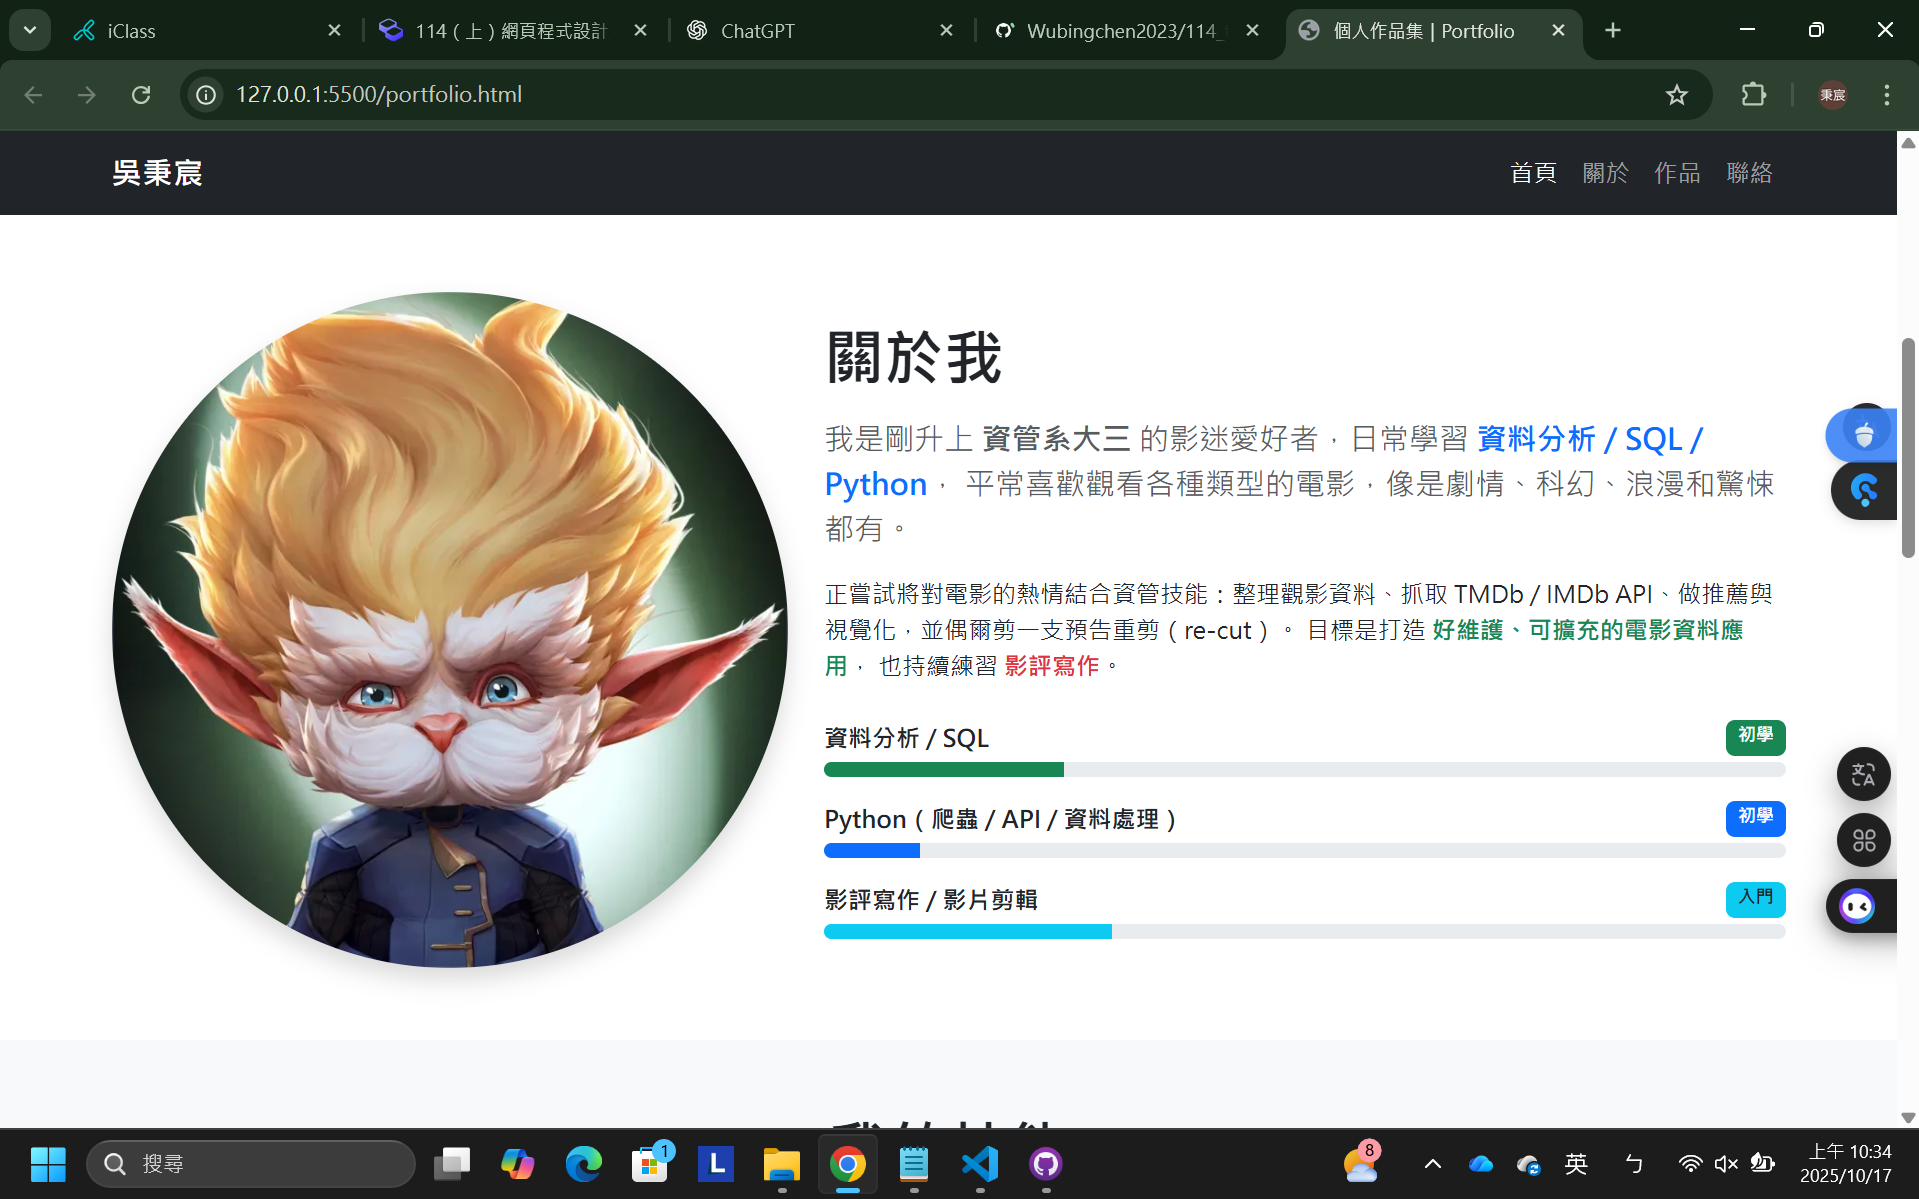 iClass
114（上）網頁程式設計
ChatGPT
Wubingchen2023/114_
個人作品集 | Portfolio
127.0.0.1:5500/portfolio.html
秉宸
吳秉宸
首頁 關於 作品 聯絡
關於我
我是剛升上 資管系大三 的影迷愛好者，日常學習 資料分析 / SQL /
Python， 平常喜歡觀看各種類型的電影，像是劇情、科幻、浪漫和驚悚
都有。
正嘗試將對電影的熱情結合資管技能：整理觀影資料、抓取 TMDb / IMDb API、做推薦與
視覺化，並偶爾剪一支預告重剪（re-cut）。 目標是打造 好維護、可擴充的電影資料應
用， 也持續練習 影評寫作。
資料分析 / SQL 初學
Python（爬蟲 / API / 資料處理） 初學
影評寫作 / 影片剪輯 入門
搜尋
1
L
8
英
ㄅ
上午 10:34
2025/10/17